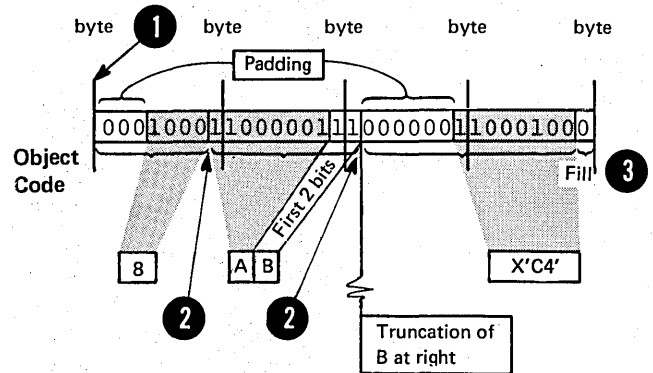 byte 1 byte byte byte byte
Padding
00010001100000111000000110001000
Object
Code
Fill 3
First 2 bits
8 A B X'C4'
2 2
Truncation of
B at right